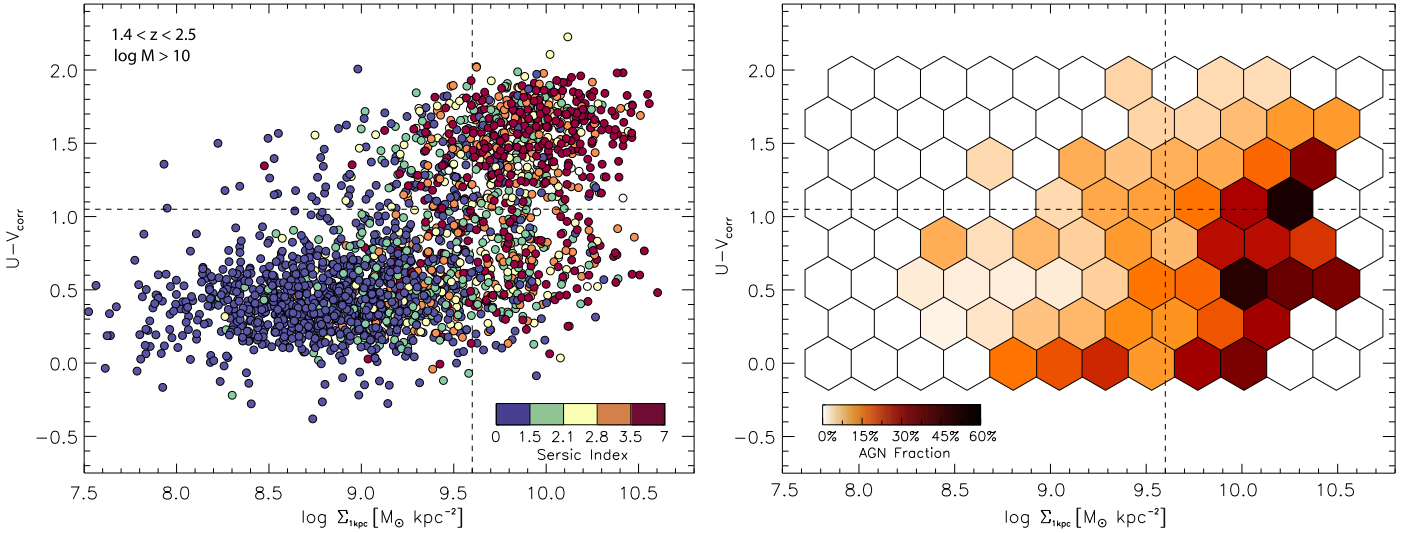 1.4 < z < 2.5
log M > 10
U−V_corr
2.0
1.5
1.0
0.5
0.0
−0.5
0 1.5 2.1 2.8 3.5 7
Sersic Index
7.5 8.0 8.5 9.0 9.5 10.0 10.5
log Σ_1kpc [M_⊙ kpc^−2]
U−V_corr
2.0
1.5
1.0
0.5
0.0
−0.5
0% 15% 30% 45% 60%
AGN Fraction
8.0 8.5 9.0 9.5 10.0 10.5
log Σ_1kpc [M_⊙ kpc^−2]